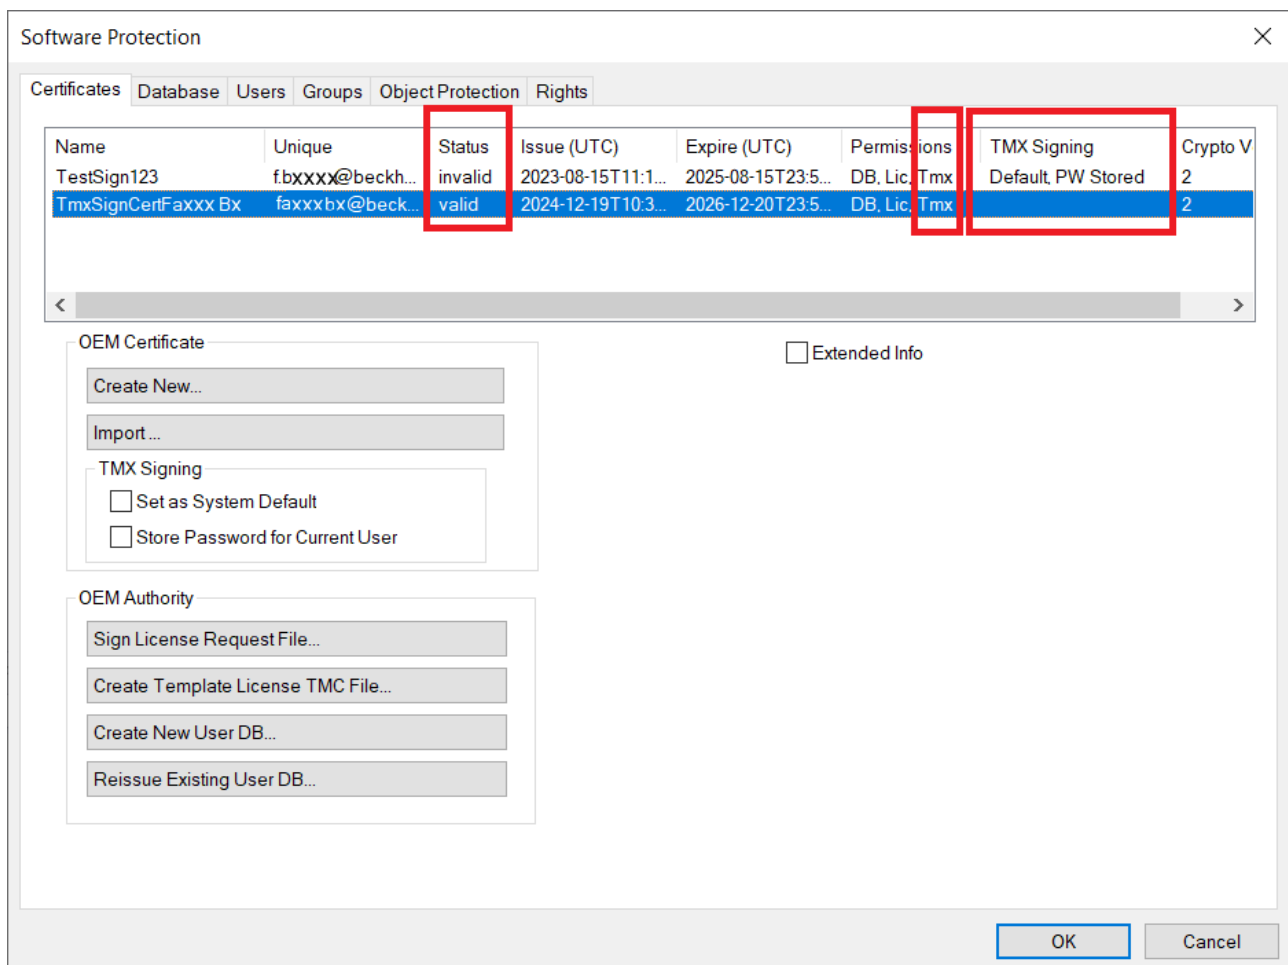 Software Protection
Certificates Database Users Groups Object Protection Rights
Name Unique Status Issue (UTC) Expire (UTC) Permissions TMX Signing Crypto V
TestSign123 f.bxxxx@beckh... invalid 2023-08-15T11:1... 2025-08-15T23:5... DB, Lic, Tmx Default, PW Stored 2
TmxSignCertFaxxx Bx faxxxbx@beck... valid 2024-12-19T10:3... 2026-12-20T23:5... DB, Lic, Tmx 2
OEM Certificate
Extended Info
Create New...
Import ...
TMX Signing
Set as System Default
Store Password for Current User
OEM Authority
Sign License Request File...
Create Template License TMC File...
Create New User DB...
Reissue Existing User DB...
OK Cancel